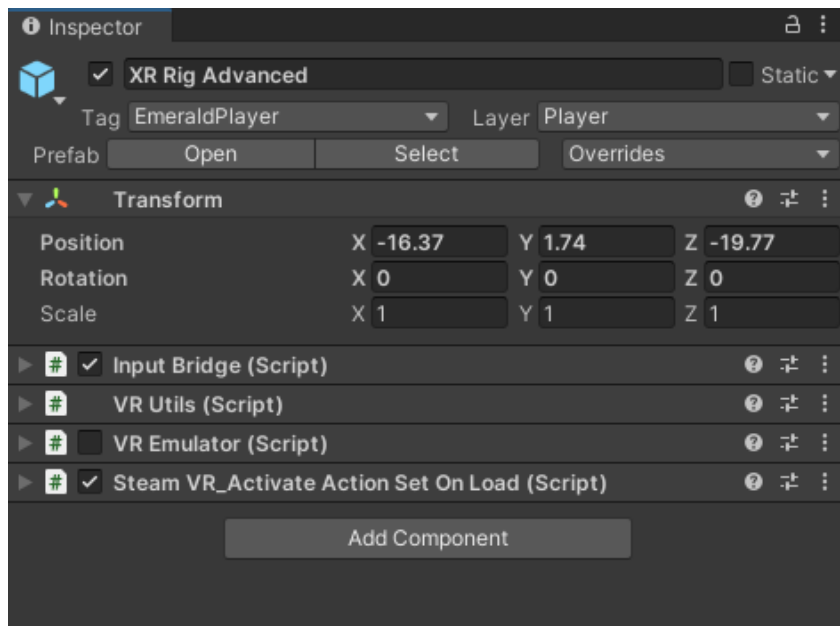 Inspector
XR Rig Advanced Static
Tag EmeraldPlayer Layer Player
Prefab Open Select Overrides
Transform
Position X -16.37 Y 1.74 Z -19.77
Rotation X 0 Y 0 Z 0
Scale X 1 Y 1 Z 1
# Input Bridge (Script)
# VR Utils (Script)
# VR Emulator (Script)
# Steam VR_Activate Action Set On Load (Script)
Add Component